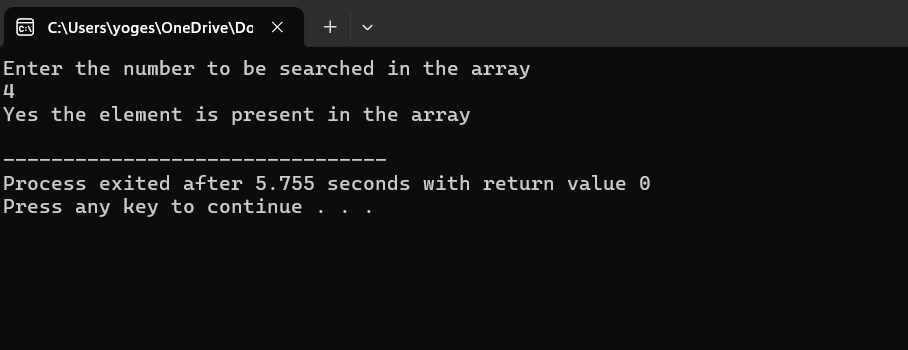 C:\Users\yoges\OneDrive\Do
Enter the number to be searched in the array
4
Yes the element is present in the array
--------------------------------
Process exited after 5.755 seconds with return value 0
Press any key to continue . . .